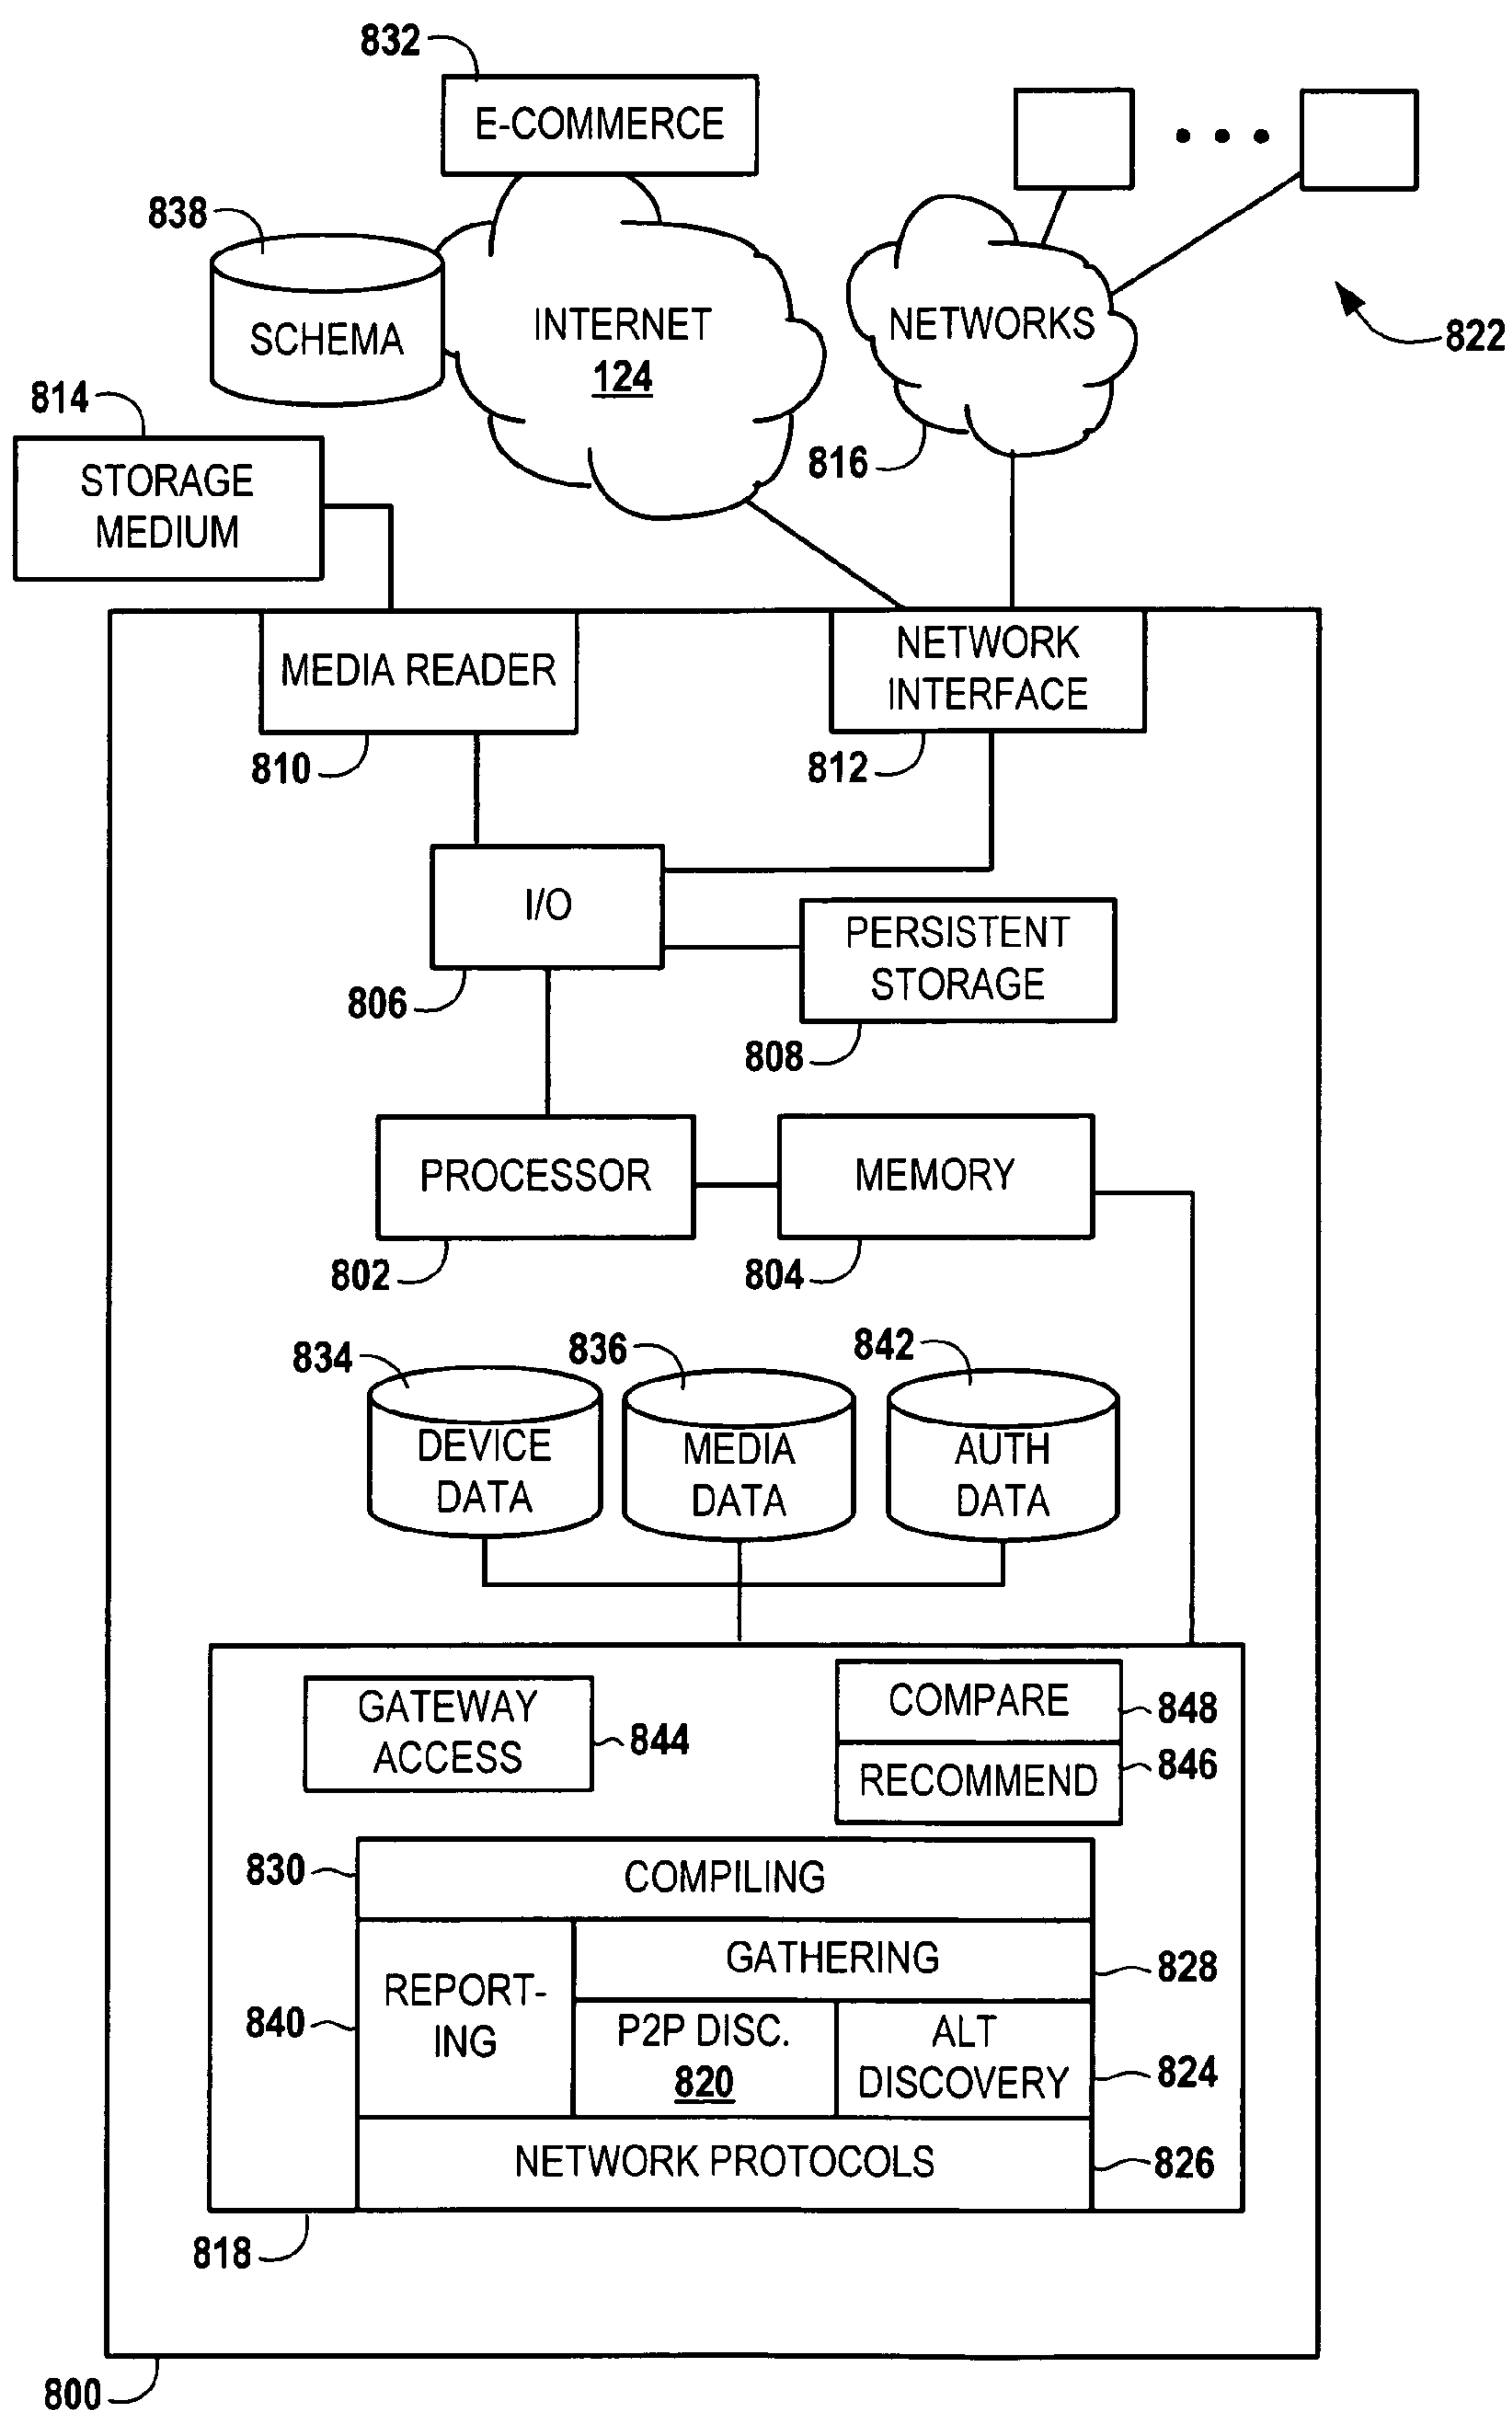 832
E-COMMERCE
838
SCHEMA
INTERNET
124
NETWORKS
822
814
STORAGE
MEDIUM
816
MEDIA READER
NETWORK
INTERFACE
810
812
I/O
806
PERSISTENT
STORAGE
808
PROCESSOR
MEMORY
802
804
834
836
842
DEVICE
DATA
MEDIA
DATA
AUTH
DATA
GATEWAY
ACCESS
844
COMPARE
848
RECOMMEND
846
830
COMPILING
GATHERING
828
REPORT-
ING
840
P2P DISC.
820
ALT
DISCOVERY
824
NETWORK PROTOCOLS
826
818
800